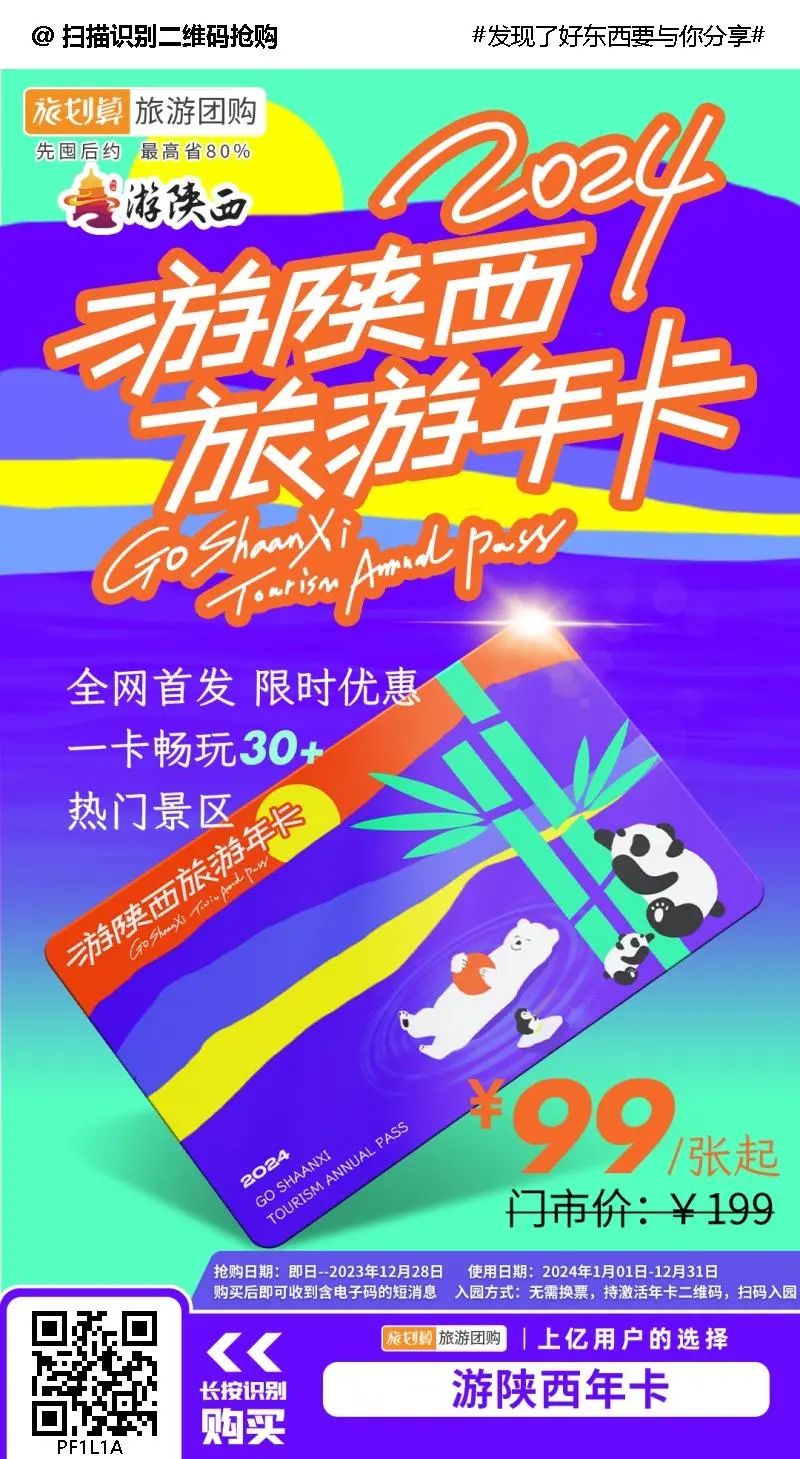 @ 扫描识别二维码抢购
#发现了好东西要与你分享#
旅划算 旅游团购
先囤后约 最高省80%
游陕西
2024
游陕西
旅游年卡
Go ShaanXi
Tourism Annual Pass
全网首发 限时优惠
一卡畅玩30+
热门景区
游陕西旅游年卡
Go ShaanXi Tourism Annual Pass
2024
GO SHAANXI
TOURISM ANNUAL PASS
¥99/张起
门市价：¥199
抢购日期：即日--2023年12月28日 使用日期：2024年1月01日-12月31日
购买后即可收到含电子码的短消息 入园方式：无需换票，持激活年卡二维码，扫码入园
旅划算 旅游团购 | 上亿用户的选择
长按识别
购买
游陕西年卡
PF1L1A